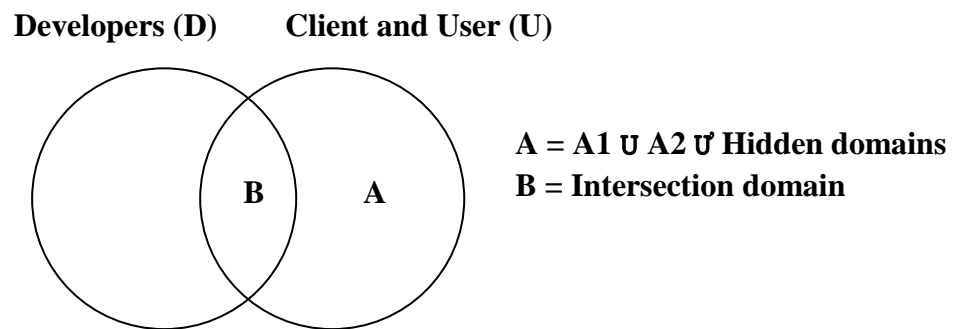 Developers (D) Client and User (U)
A = A1 U A2 U Hidden domains
B = Intersection domain
B A